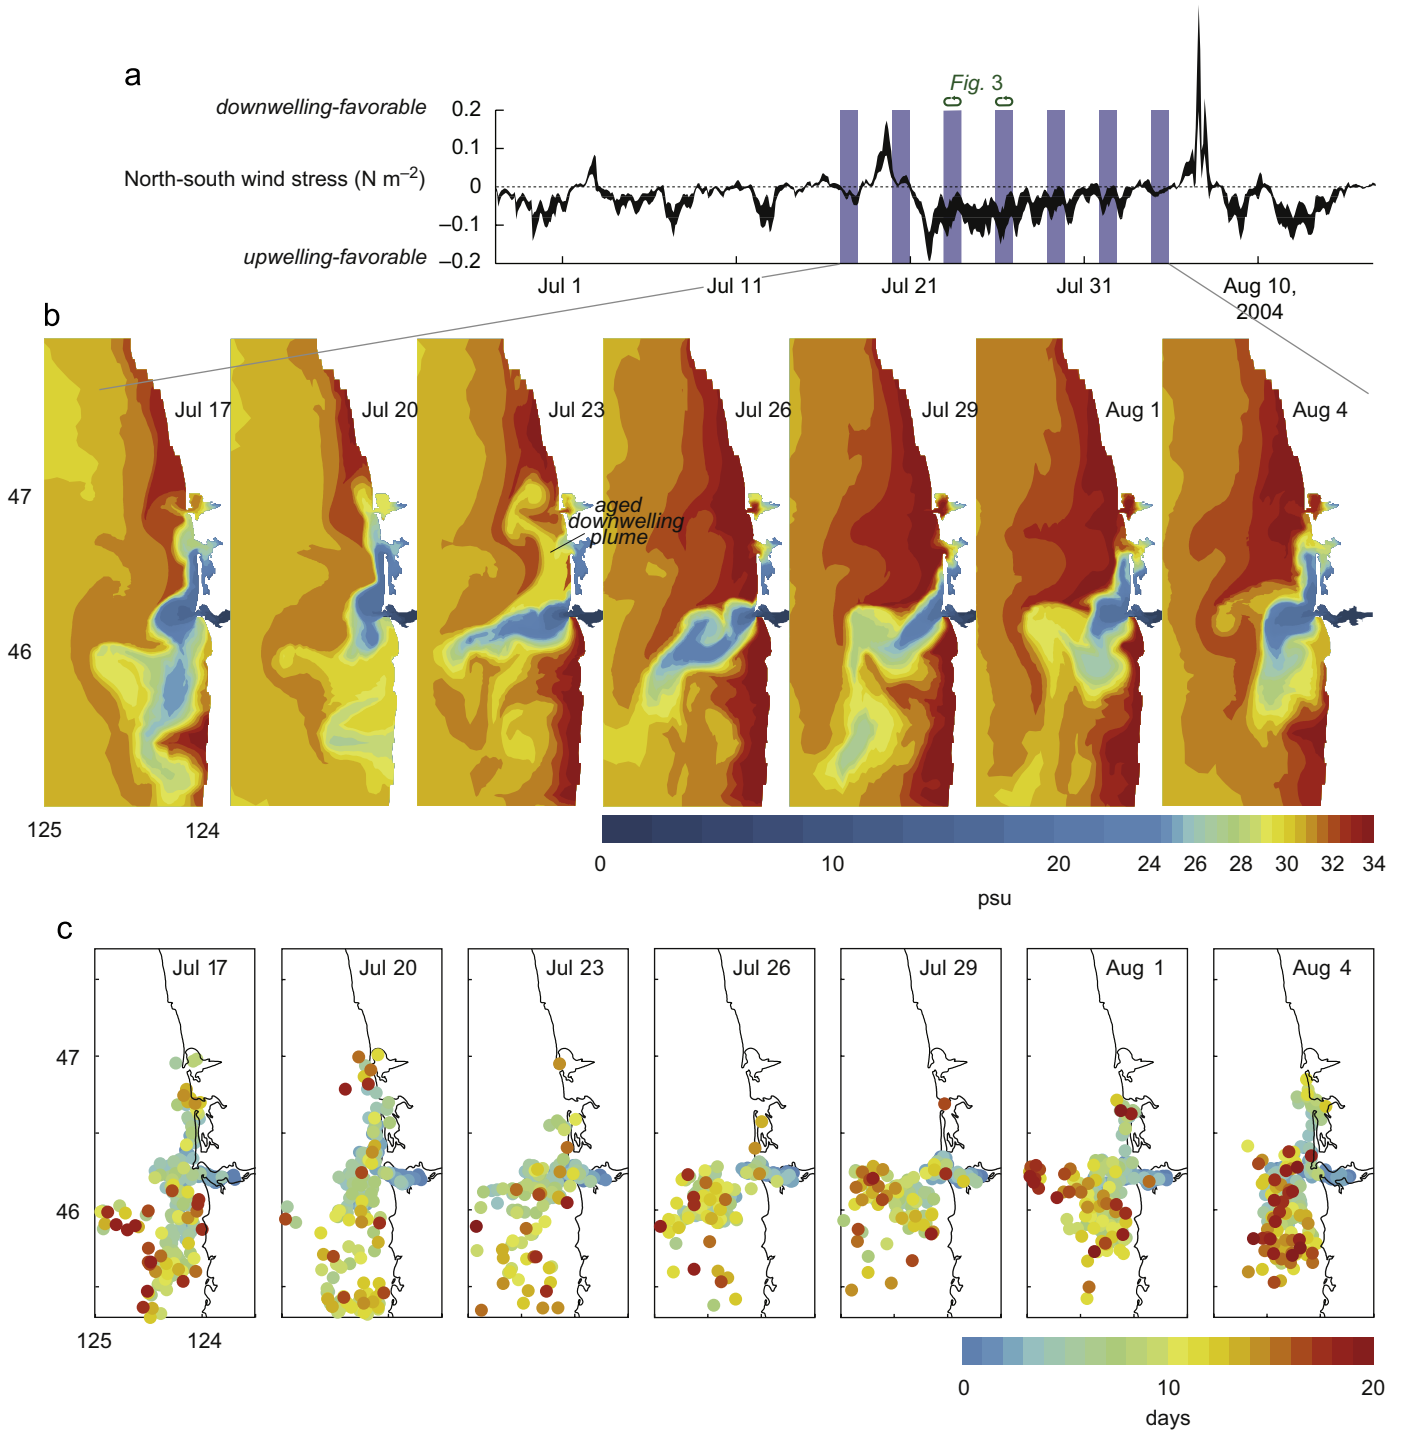 a
Fig. 3
downwelling-favorable
0.2
0.1
North-south wind stress (N m–2)
0
–0.1
upwelling-favorable
–0.2
Jul 1
Jul 11
Jul 21
Jul 31
Aug 10,
2004
b
Jul 17
Jul 20
Jul 23
Jul 26
Jul 29
Aug 1
Aug 4
47
aged
downwelling
plume
46
125
124
0
10
20
24
26
28
30
32
34
psu
c
Jul 17
Jul 20
Jul 23
Jul 26
Jul 29
Aug 1
Aug 4
47
46
125
124
0
10
20
days